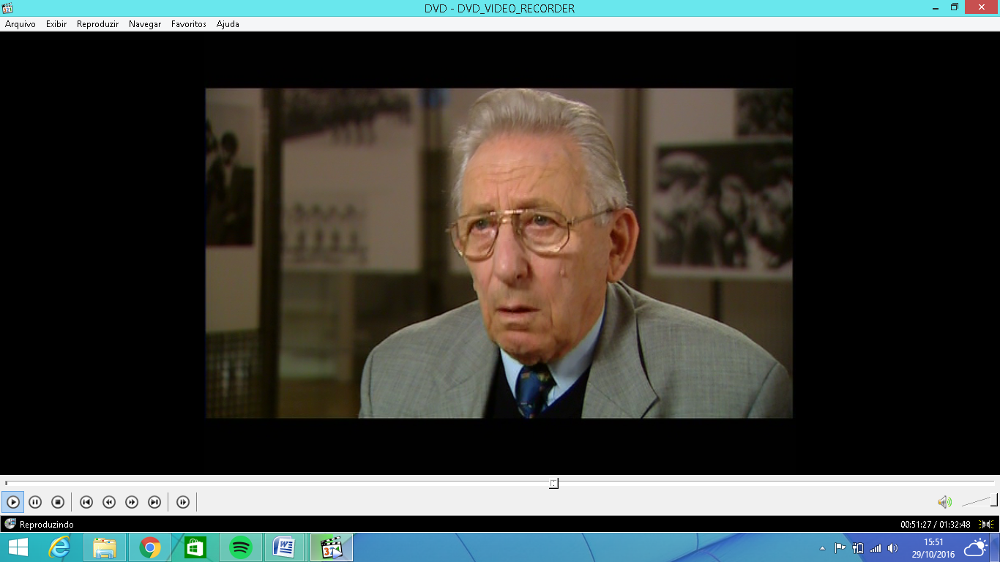 DVD - DVD_VIDEO_RECORDER
Arquivo Exibir Reproduzir Navegar Favoritos Ajuda
Reproduzindo
00:51:27 / 01:32:48
15:51
29/10/2016